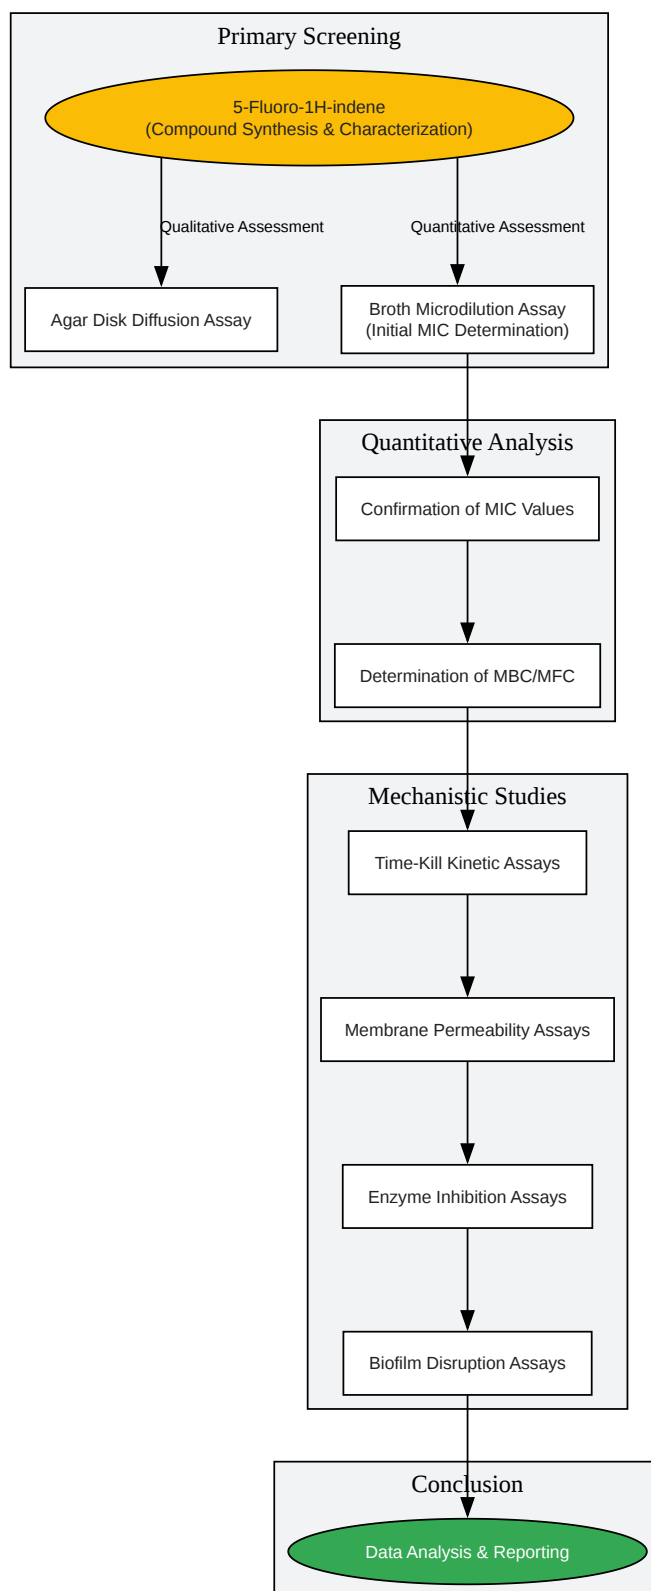 Primary Screening
5-Fluoro-1H-indene
(Compound Synthesis & Characterization)
Qualitative Assessment
Quantitative Assessment
Agar Disk Diffusion Assay
Broth Microdilution Assay
(Initial MIC Determination)
Quantitative Analysis
Confirmation of MIC Values
Determination of MBC/MFC
Mechanistic Studies
Time-Kill Kinetic Assays
Membrane Permeability Assays
Enzyme Inhibition Assays
Biofilm Disruption Assays
Conclusion
Data Analysis & Reporting